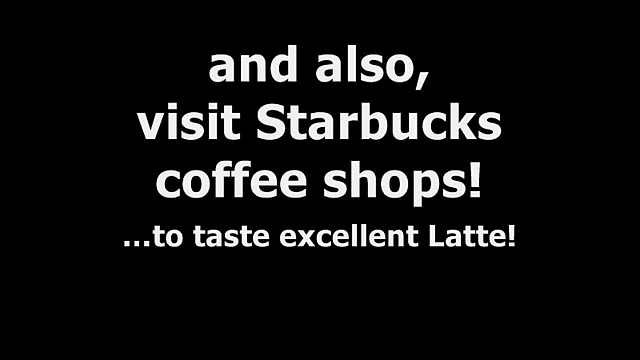 and also,
visit Starbucks
coffee shops!
...to taste excellent Latte!